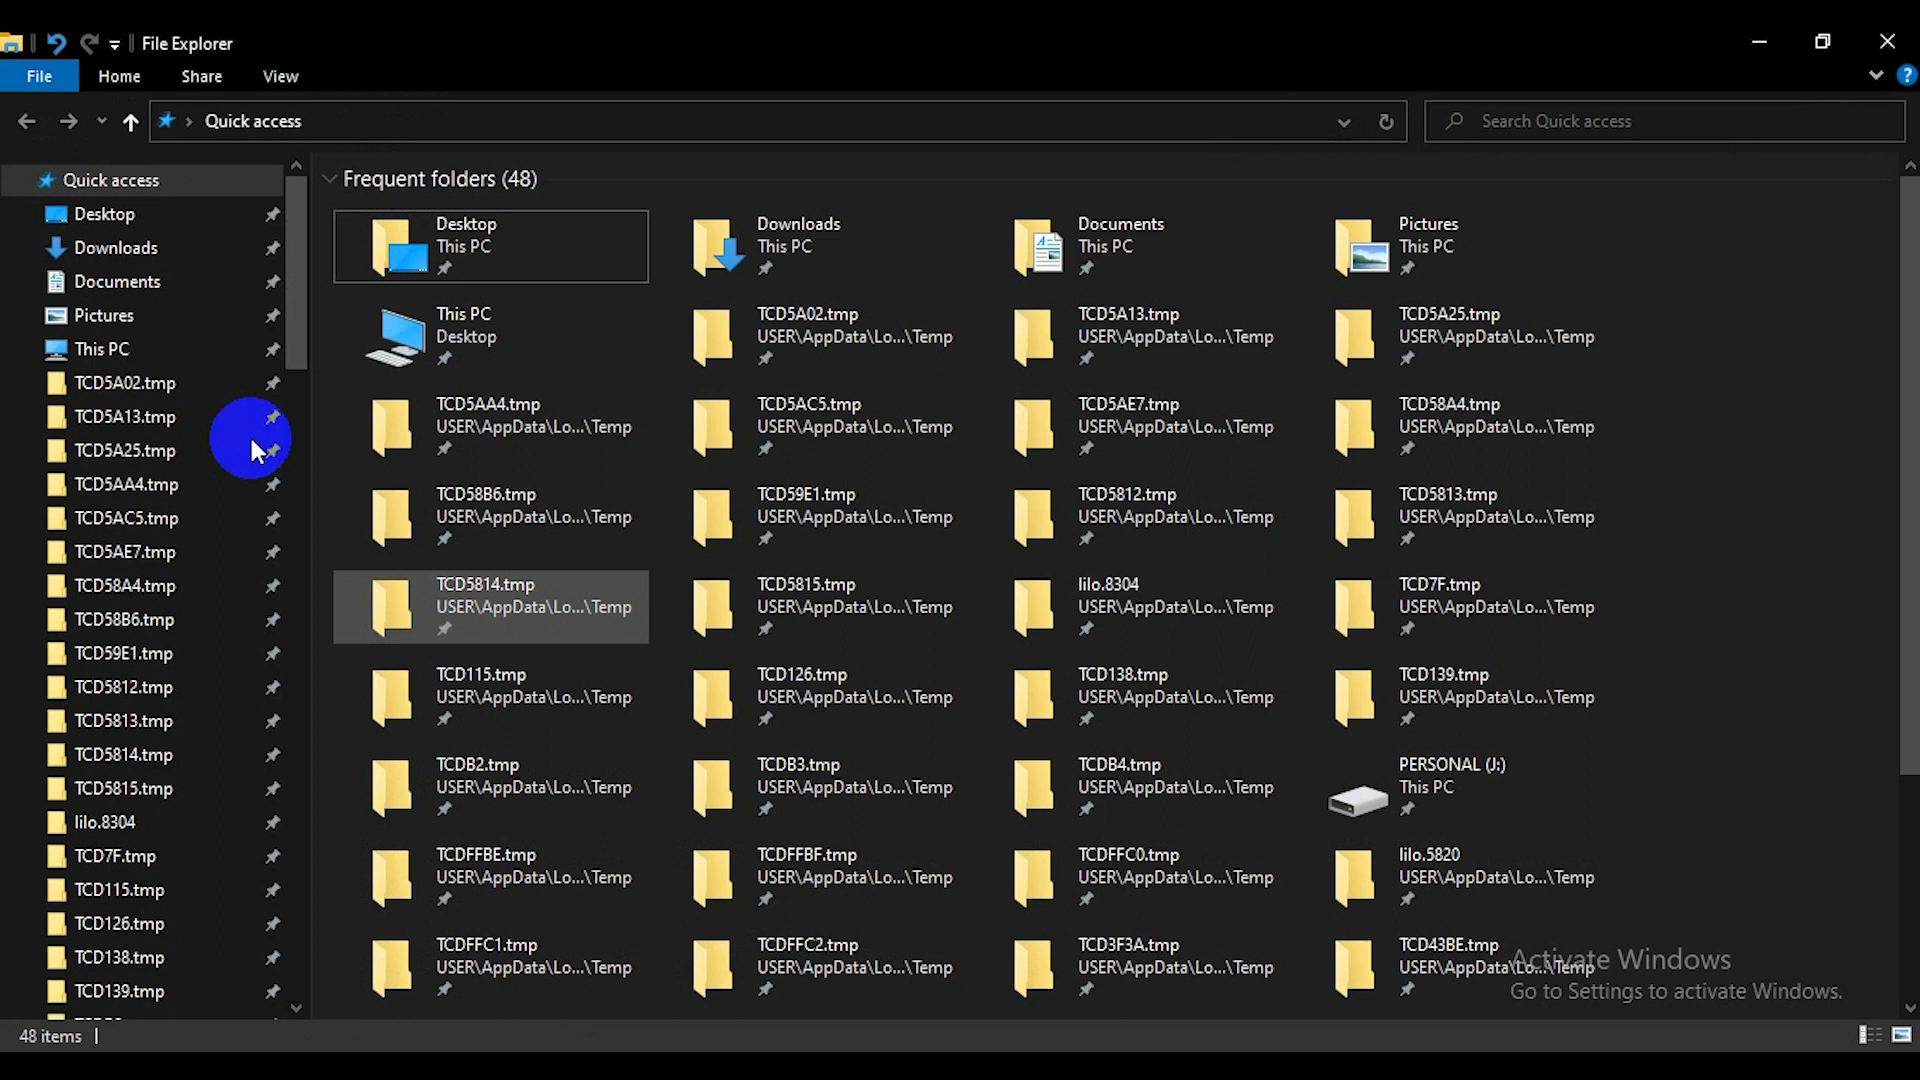 File Explorer
File Home Share View
Quick access
Search Quick access
Quick access
Desktop
Downloads
Documents
Pictures
This PC
TCD5A02.tmp
TCD5A13.tmp
TCD5A25.tmp
TCD5AA4.tmp
TCD5AC5.tmp
TCD5AE7.tmp
TCD58A4.tmp
TCD58B6.tmp
TCD59E1.tmp
TCD5812.tmp
TCD5813.tmp
TCD5814.tmp
TCD5815.tmp
lilo.8304
TCD7F.tmp
TCD115.tmp
TCD126.tmp
TCD138.tmp
TCD139.tmp
Frequent folders (48)
Desktop
This PC
Downloads
This PC
Documents
This PC
Pictures
This PC
This PC
Desktop
TCD5A02.tmp
USER\AppData\Lo...\Temp
TCD5A13.tmp
USER\AppData\Lo...\Temp
TCD5A25.tmp
USER\AppData\Lo...\Temp
TCD5AA4.tmp
USER\AppData\Lo...\Temp
TCD5AC5.tmp
USER\AppData\Lo...\Temp
TCD5AE7.tmp
USER\AppData\Lo...\Temp
TCD58A4.tmp
USER\AppData\Lo...\Temp
TCD58B6.tmp
USER\AppData\Lo...\Temp
TCD59E1.tmp
USER\AppData\Lo...\Temp
TCD5812.tmp
USER\AppData\Lo...\Temp
TCD5813.tmp
USER\AppData\Lo...\Temp
TCD5814.tmp
USER\AppData\Lo...\Temp
TCD5815.tmp
USER\AppData\Lo...\Temp
lilo.8304
USER\AppData\Lo...\Temp
TCD7F.tmp
USER\AppData\Lo...\Temp
TCD115.tmp
USER\AppData\Lo...\Temp
TCD126.tmp
USER\AppData\Lo...\Temp
TCD138.tmp
USER\AppData\Lo...\Temp
TCD139.tmp
USER\AppData\Lo...\Temp
TCDB2.tmp
USER\AppData\Lo...\Temp
TCDB3.tmp
USER\AppData\Lo...\Temp
TCDB4.tmp
USER\AppData\Lo...\Temp
PERSONAL (J:)
This PC
TCDFFBE.tmp
USER\AppData\Lo...\Temp
TCDFFBF.tmp
USER\AppData\Lo...\Temp
TCDFFC0.tmp
USER\AppData\Lo...\Temp
lilo.5820
USER\AppData\Lo...\Temp
TCDFFC1.tmp
USER\AppData\Lo...\Temp
TCDFFC2.tmp
USER\AppData\Lo...\Temp
TCD3F3A.tmp
USER\AppData\Lo...\Temp
TCD43BE.tmp
USER\AppData\Lo...\Temp
Activate Windows
Go to Settings to activate Windows.
48 items